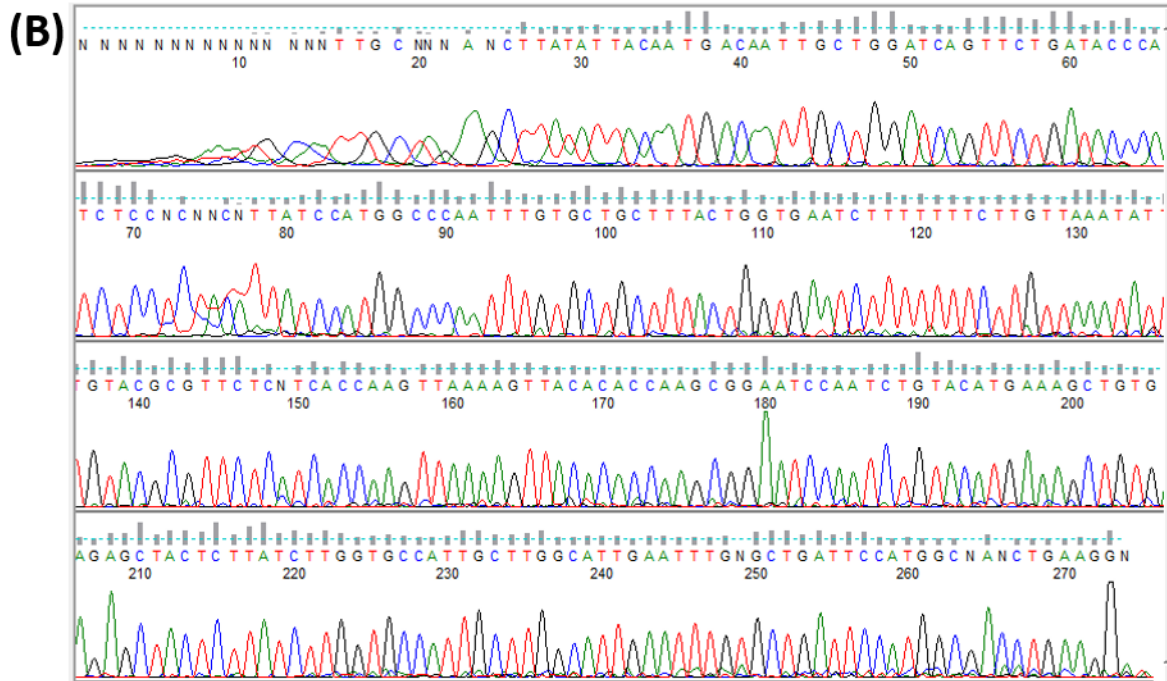 (B)
N N N N N N N N N N N N N N N T T G C N N N A N C T T A T A T T A C A A T G A C A A T T G C T G G A T C A G T T C T G A T A C C C A
10 20 30 40 50 60
T C T C C N C N N C N T T A T C C A T G G C C C A A T T T G T G C T G C T T T A C T G G T G A A T C T T T T T T T C T T G T T A A A T A T T
70 80 90 100 110 120 130
T G T A C G C G T T C T C N T C A C C A A G T T A A A A G T T A C A C A C C A A G C G G A A T C C A A T C T G T A C A T G A A A G C T G T G
140 150 160 170 180 190 200
A G A G C T A C T C T T A T C T T G G T G C C A T T G C T T G G C A T T G A A T T T G N G C T G A T T C C A T G G C N A N C T G A A G G N
210 220 230 240 250 260 270